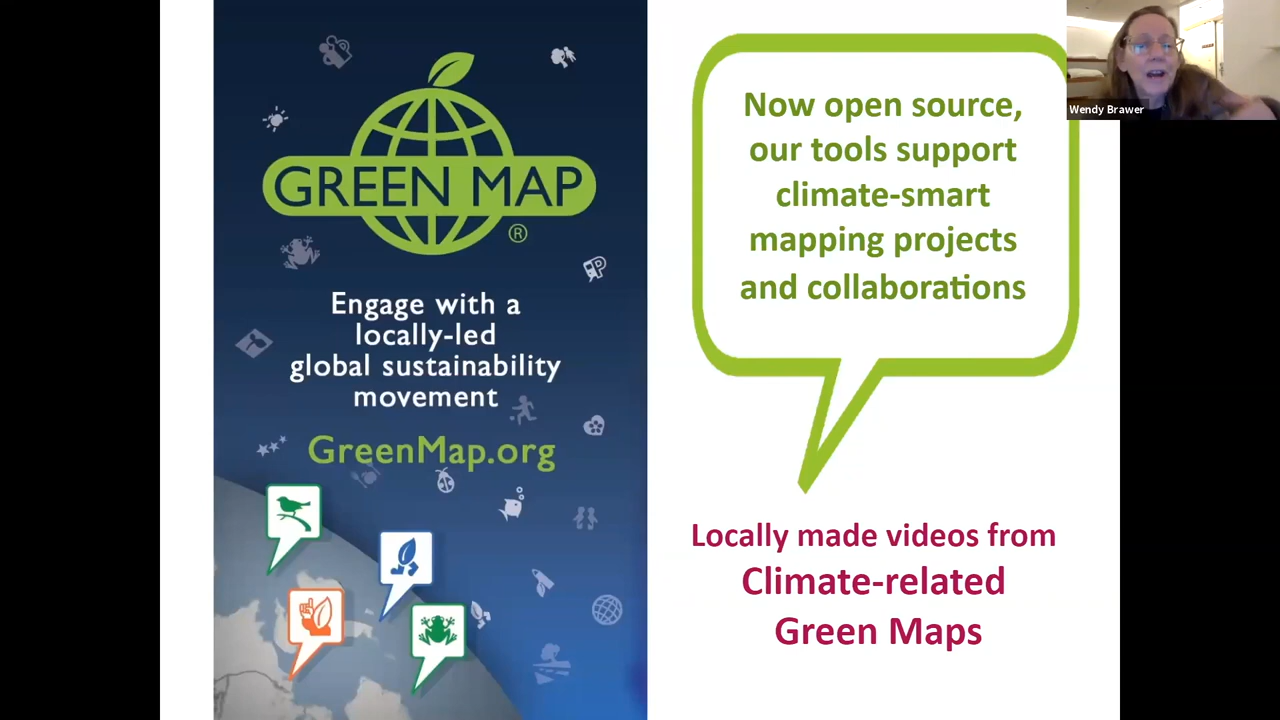 GREEN MAP
®
Engage with a
locally-led
global sustainability
movement
GreenMap.org
Now open source,
our tools support
climate-smart
mapping projects
and collaborations
Locally made videos from
Climate-related
Green Maps
Wendy Brawer